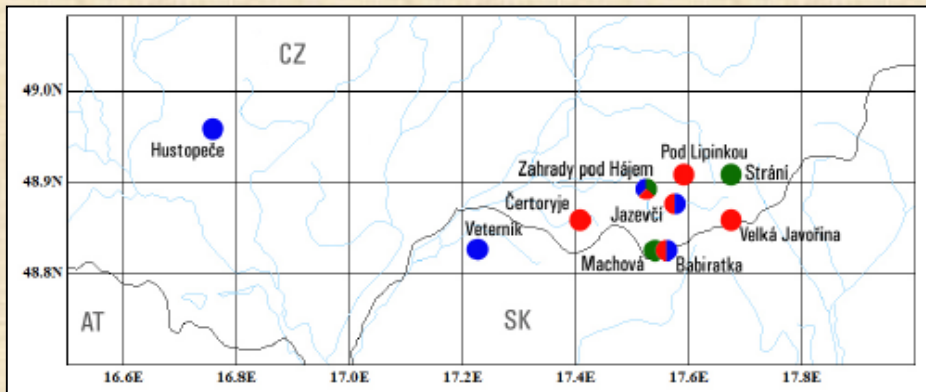 CZ
49.0N
Hustopeče
Pod Lipinkou
Zahrady pod Hájem
Strání
48.9N
Čertoryje
Jazevčí
Veterník
Velká Javořina
Machová
Babiratka
48.8N
AT
SK
16.6E 16.8E 17.0E 17.2E 17.4E 17.6E 17.8E